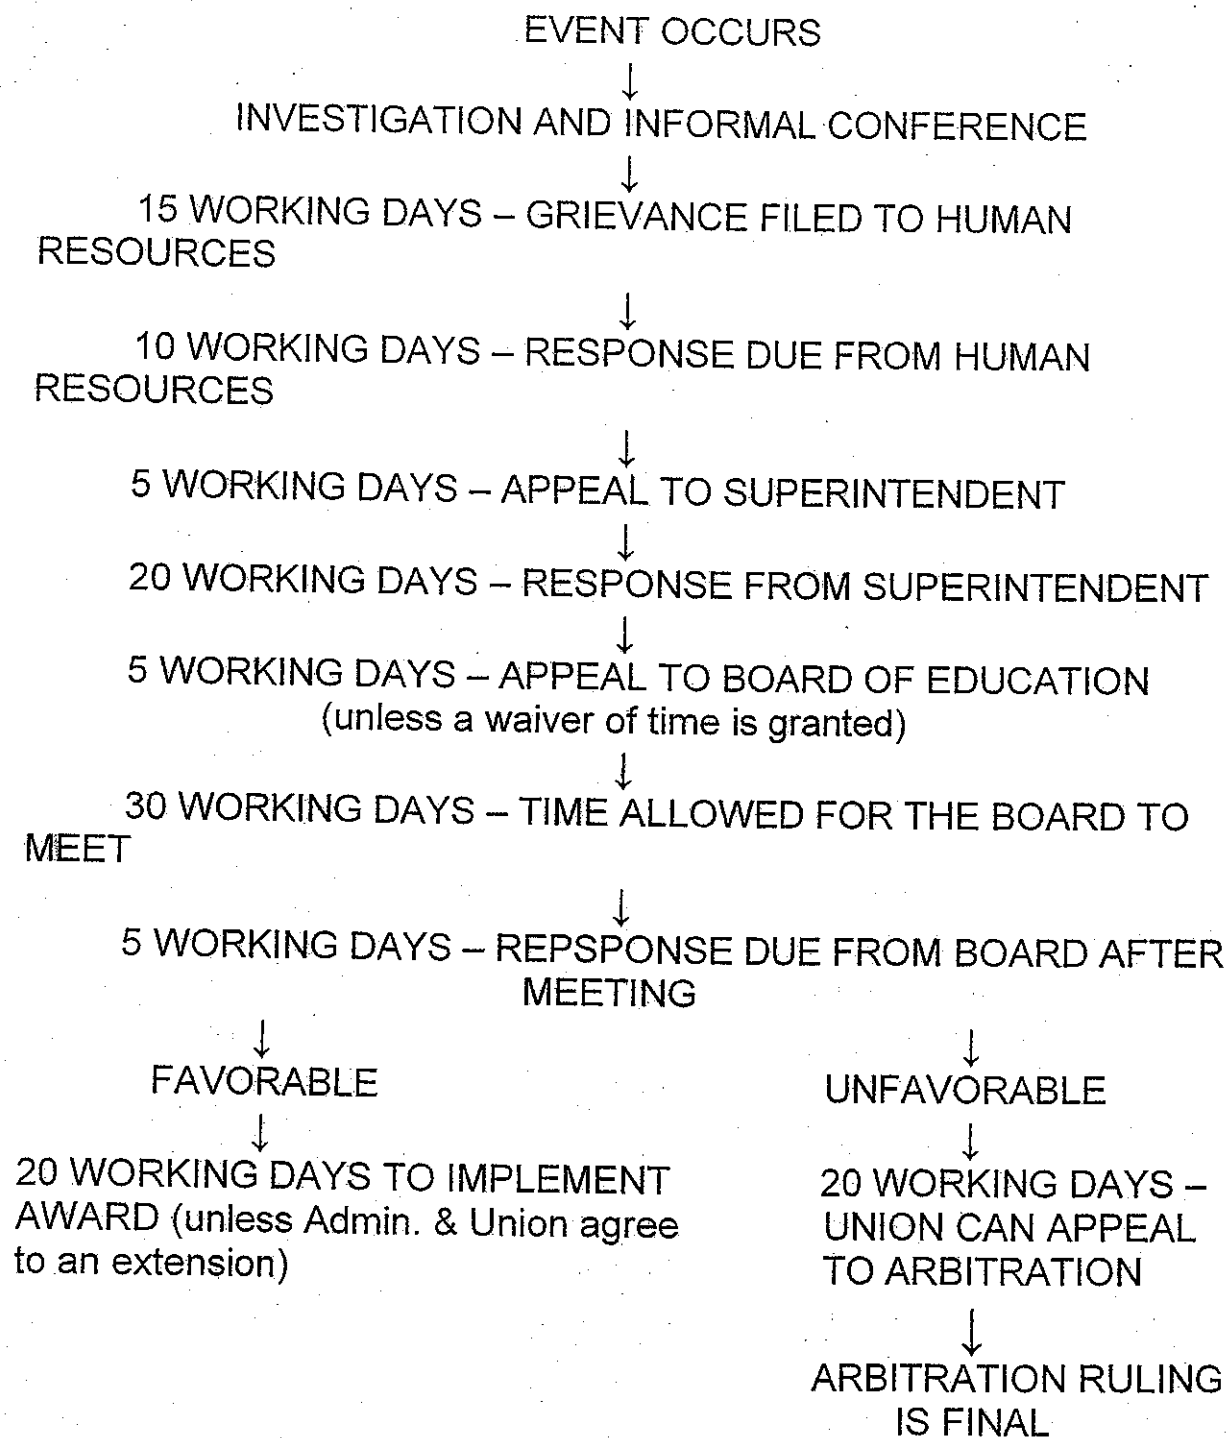 EVENT OCCURS
↓
INVESTIGATION AND INFORMAL CONFERENCE
↓
15 WORKING DAYS – GRIEVANCE FILED TO HUMAN
RESOURCES
↓
10 WORKING DAYS – RESPONSE DUE FROM HUMAN
RESOURCES
↓
5 WORKING DAYS – APPEAL TO SUPERINTENDENT
↓
20 WORKING DAYS – RESPONSE FROM SUPERINTENDENT
↓
5 WORKING DAYS – APPEAL TO BOARD OF EDUCATION
(unless a waiver of time is granted)
↓
30 WORKING DAYS – TIME ALLOWED FOR THE BOARD TO
MEET
↓
5 WORKING DAYS – REPSPONSE DUE FROM BOARD AFTER
MEETING
↓
FAVORABLE
↓
20 WORKING DAYS TO IMPLEMENT
AWARD (unless Admin. & Union agree
to an extension)
↓
UNFAVORABLE
↓
20 WORKING DAYS –
UNION CAN APPEAL
TO ARBITRATION
↓
ARBITRATION RULING
IS FINAL